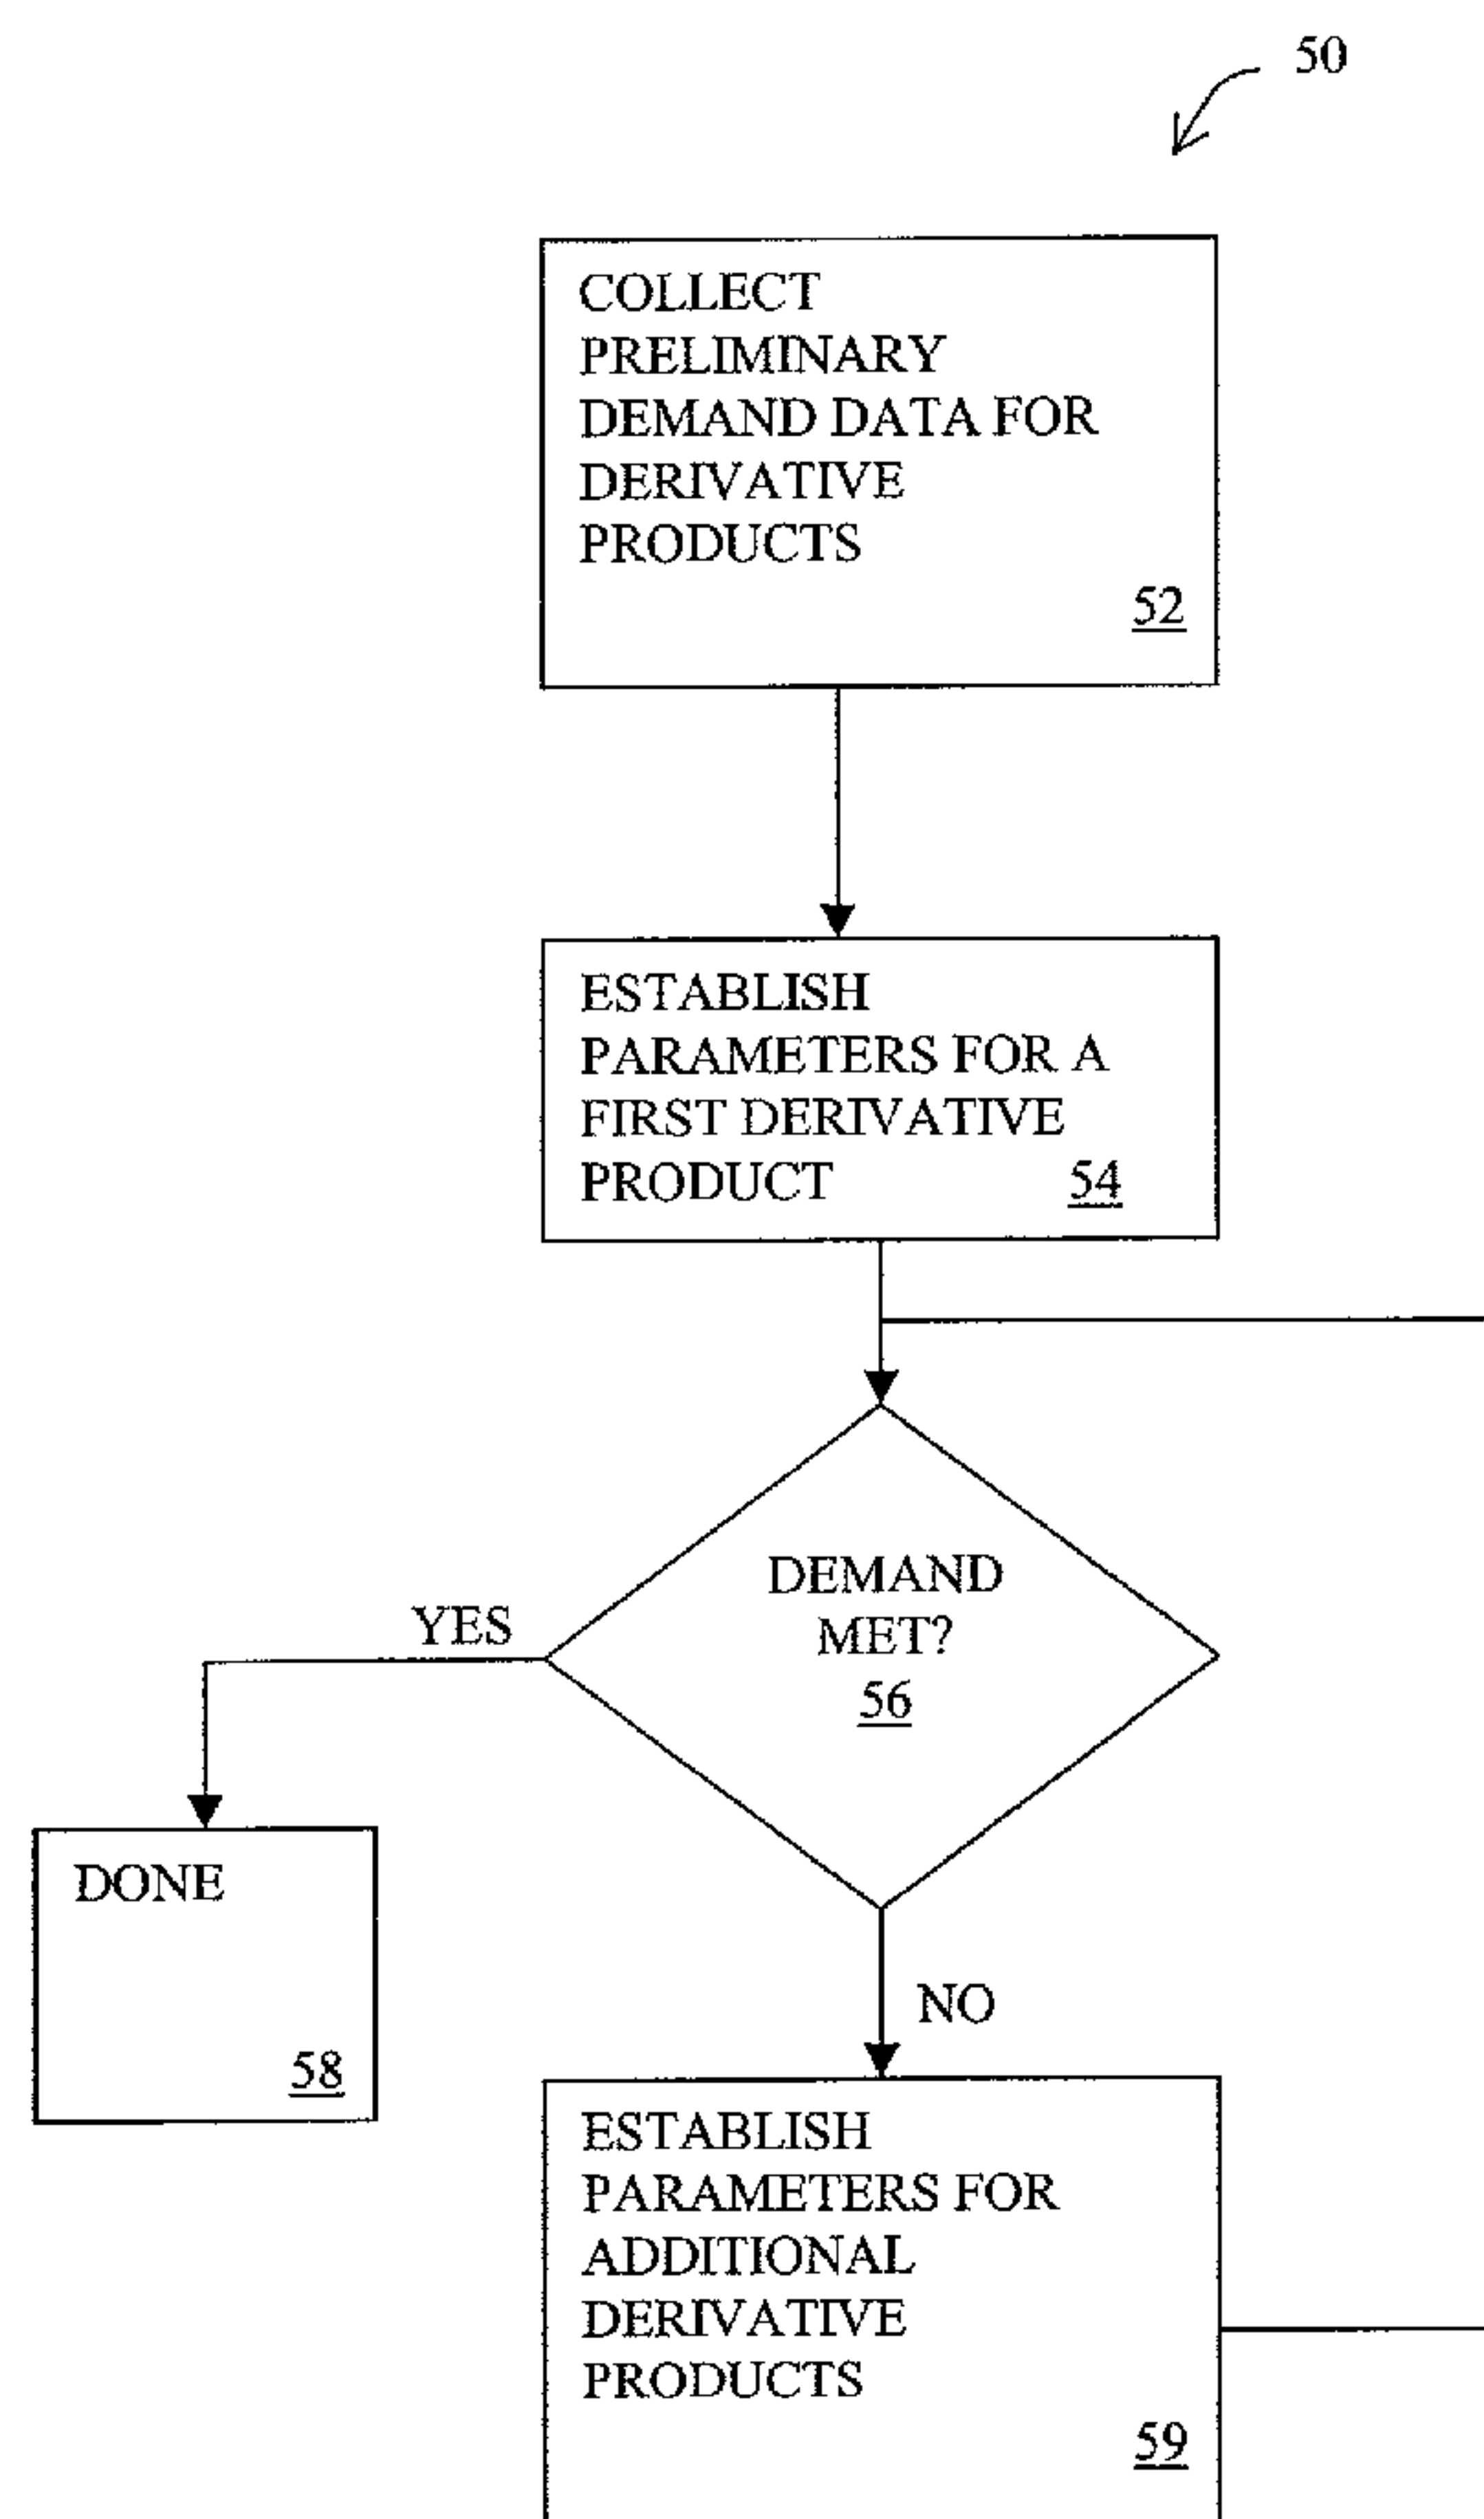 50
COLLECT
PRELIMINARY
DEMAND DATA FOR
DERIVATIVE
PRODUCTS
52
ESTABLISH
PARAMETERS FOR A
FIRST DERIVATIVE
PRODUCT 54
DEMAND
MET?
56
YES
DONE
58
NO
ESTABLISH
PARAMETERS FOR
ADDITIONAL
DERIVATIVE
PRODUCTS
59